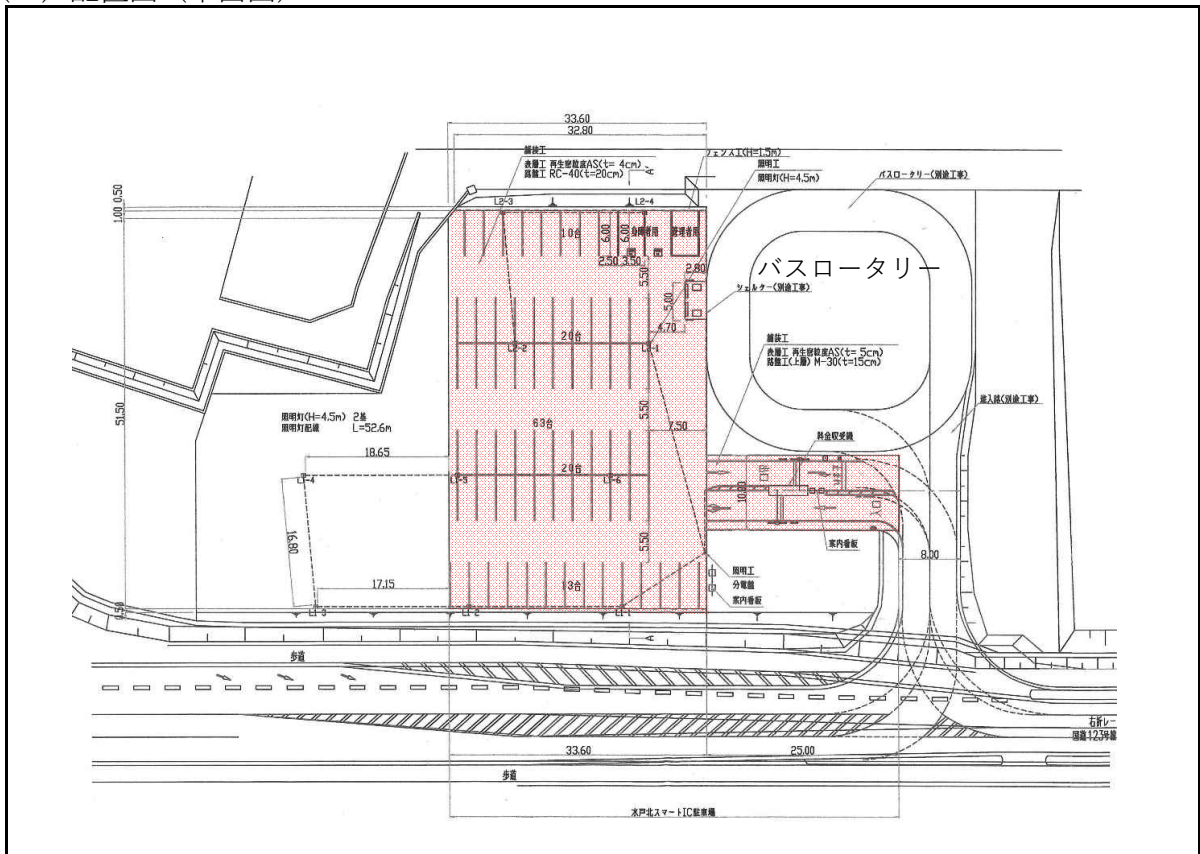 33.60
32.80
舗装工
表層工 再生密粒度AS(t= 4cm)
路盤工 RC-40(t=20cm)
フェンス工(H=1.5m)
A'
照明工
照明灯(H=4.5m)
バスロータリー(別途工事)
0.50
1.00
L2-3
L2-4
10台
6.00
6.00
身障者用
管理者用
2.50
3.50
5.50
2.80
バスロータリー
シェルター(別途工事)
5.00
4.70
20台
L2-2
L2-1
舗装工
表層工 再生密粒度AS(t= 5cm)
路盤工(上層) M-30(t=15cm)
進入路(別途工事)
51.50
照明灯(H=4.5m) 2基
照明灯配線 L=52.6m
5.50
63台
7.50
料金収受機
18.65
20台
L1-4
L1-5
L1-6
出口
10.00
案内看板
16.80
5.50
8.00
照明工
分電盤
案内看板
17.15
13台
0.50
L1-3
L1-2
L1-1
A
歩道
右折レー
国道123号線
33.60
25.00
歩道
水戸北スマートIC駐車場